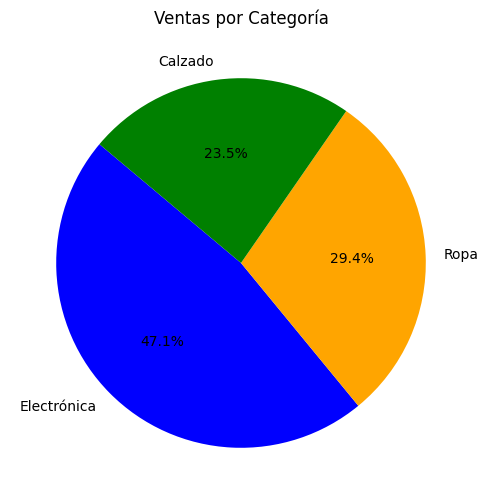 Ventas por Categoría
Calzado
23.5%
Ropa
29.4%
47.1%
Electrónica